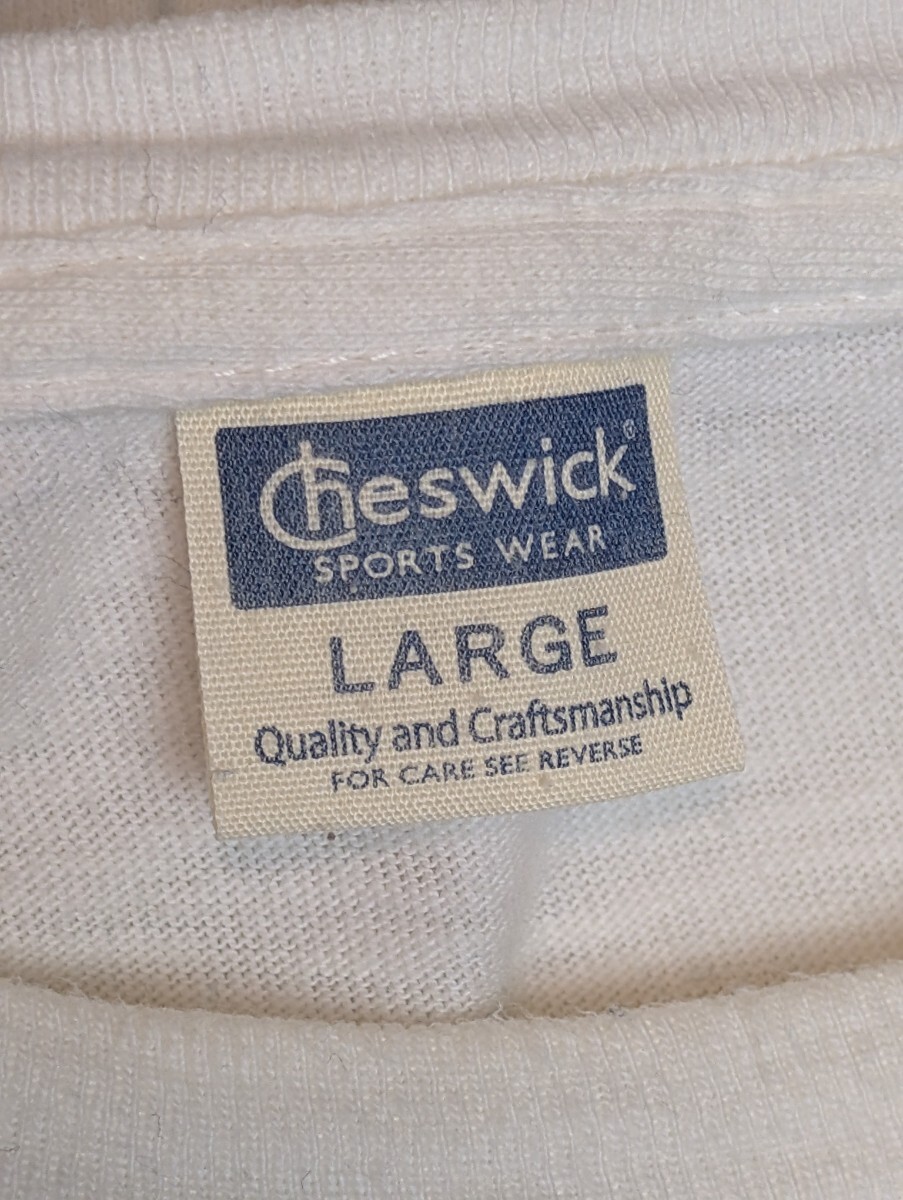 Cheswick®
SPORTS WEAR
LARGE
Quality and Craftsmanship
FOR CARE SEE REVERSE